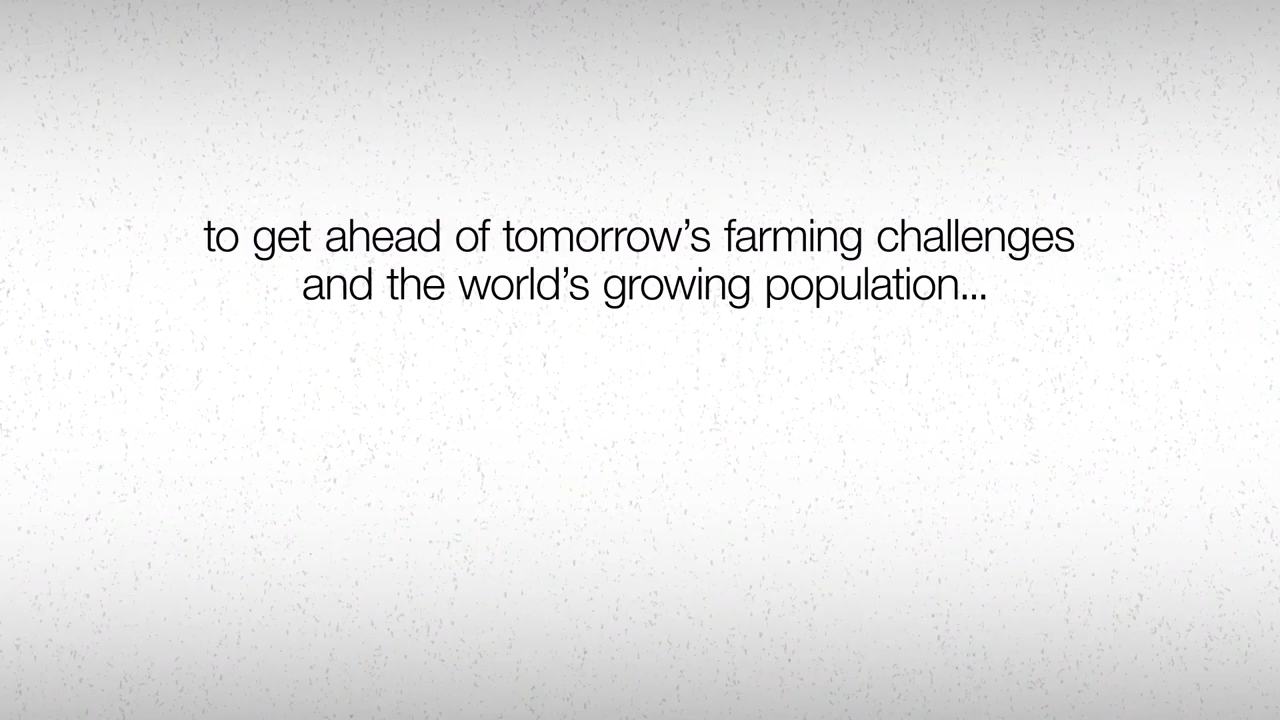 to get ahead of tomorrow’s farming challenges
and the world’s growing population...